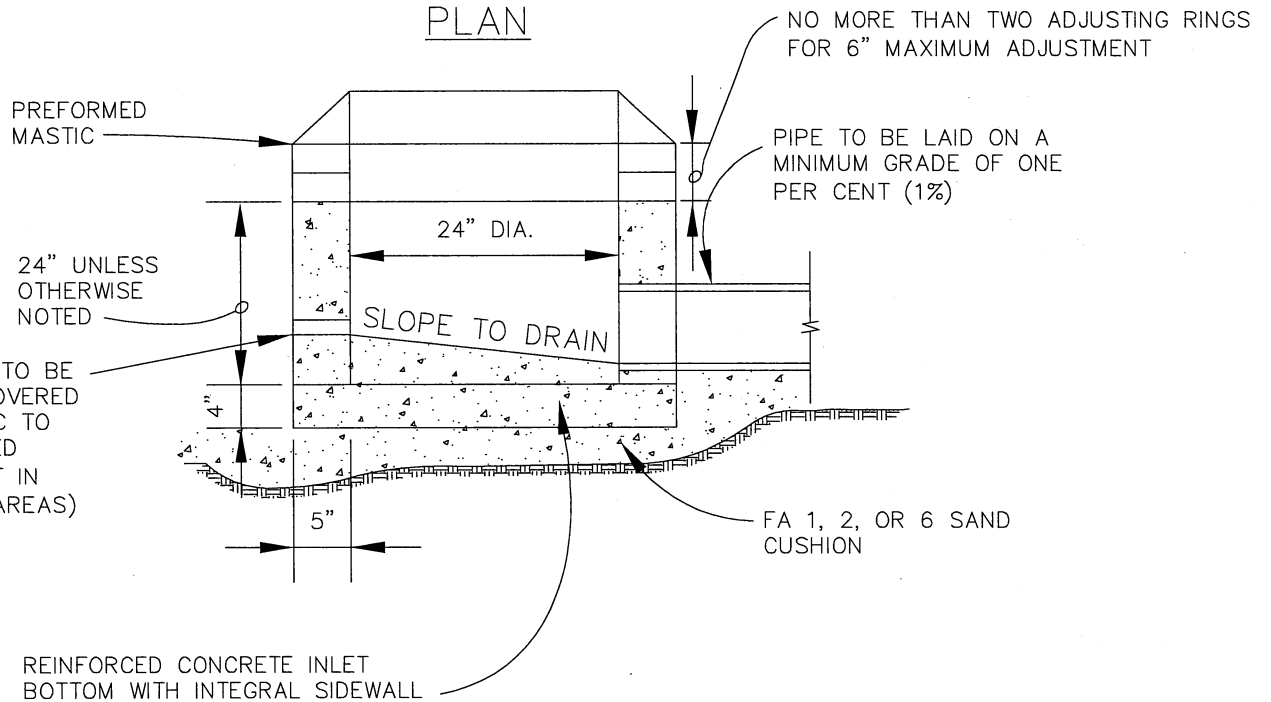 PLAN
NO MORE THAN TWO ADJUSTING RINGS
FOR 6" MAXIMUM ADJUSTMENT
PREFORMED
MASTIC
PIPE TO BE LAID ON A
MINIMUM GRADE OF ONE
PER CENT (1%)
24" DIA.
24" UNLESS
OTHERWISE
NOTED
SLOPE TO DRAIN
TO BE
OVERED
C TO
ED
T IN
AREAS)
4"
5"
FA 1, 2, OR 6 SAND
CUSHION
REINFORCED CONCRETE INLET
BOTTOM WITH INTEGRAL SIDEWALL